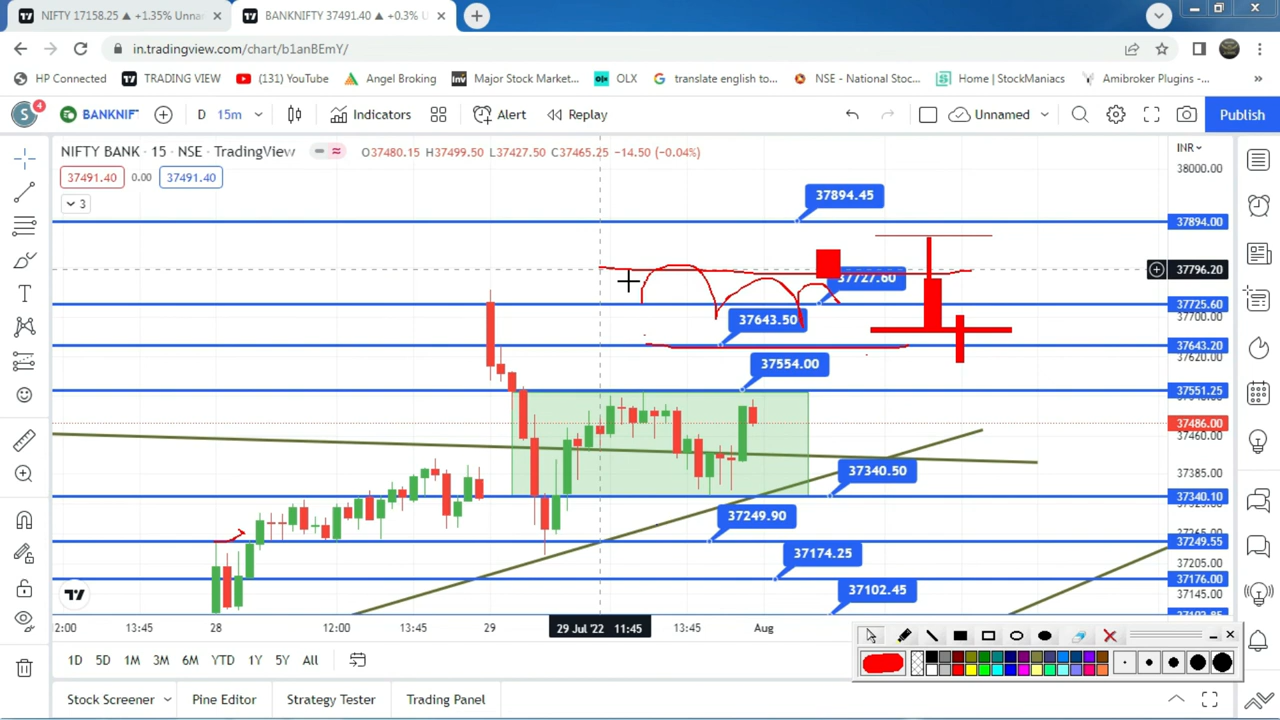 NIFTY 17158.25 ▲ +1.35% Unna
BANKNIFTY 37491.40 ▲ +0.3% U
in.tradingview.com/chart/b1anBEmY/
HP Connected TRADING VIEW (131) YouTube Angel Broking Major Stock Market... OLX translate english to... NSE - National Stoc... Home | StockManiacs Amibroker Plugins -... »
S 4 BANKNIF D 15m Indicators Alert Replay Unnamed Publish
NIFTY BANK · 15 · NSE · TradingView O37480.15 H37499.50 L37427.50 C37465.25 −14.50 (−0.04%) INR
38000.00
37491.40 0.00 37491.40
37894.45
3
37894.00
37796.20
37727.60
37725.60
37643.50
37700.00
37643.20
37620.00
37554.00
37551.25
37486.00
37460.00
37340.50
37385.00
37340.10
37249.90
37249.55
37174.25
37205.00
37176.00
37102.45
37145.00
2:00 13:45 28 12:00 13:45 29 29 Jul '22 11:45 13:45 Aug
1D 5D 1M 3M 6M YTD 1Y 5Y All
Stock Screener Pine Editor Strategy Tester Trading Panel